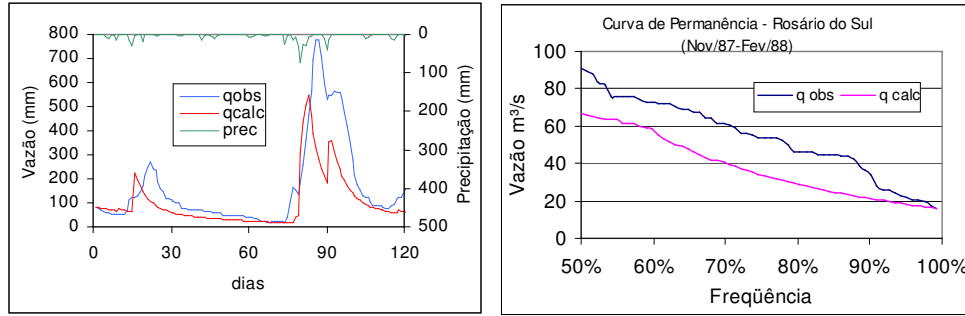 800
700
600
500
400
300
200
100
0
Vazão (mm)
0
100
200
300
400
500
Precipitação (mm)
qobs
qcalc
prec
0 30 60 90 120
dias
Curva de Permanência - Rosário do Sul
(Nov/87-Fev/88)
100
80
60
40
20
0
Vazão m³/s
q obs q calc
50% 60% 70% 80% 90% 100%
Freqüência